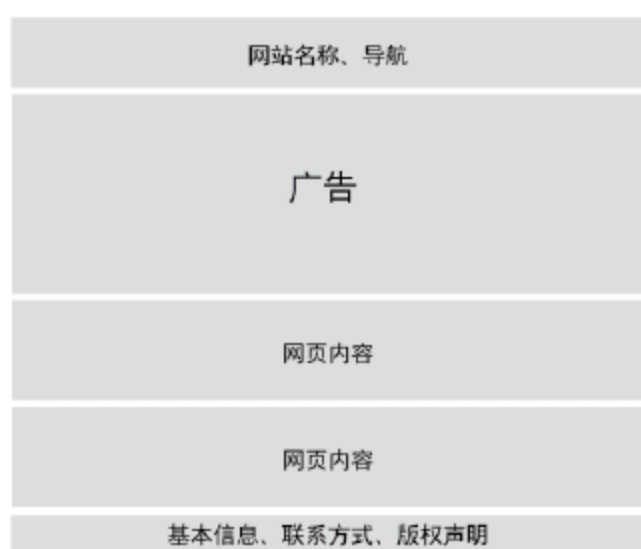 网站名称、导航
广告
网页内容
网页内容
基本信息、联系方式、版权声明